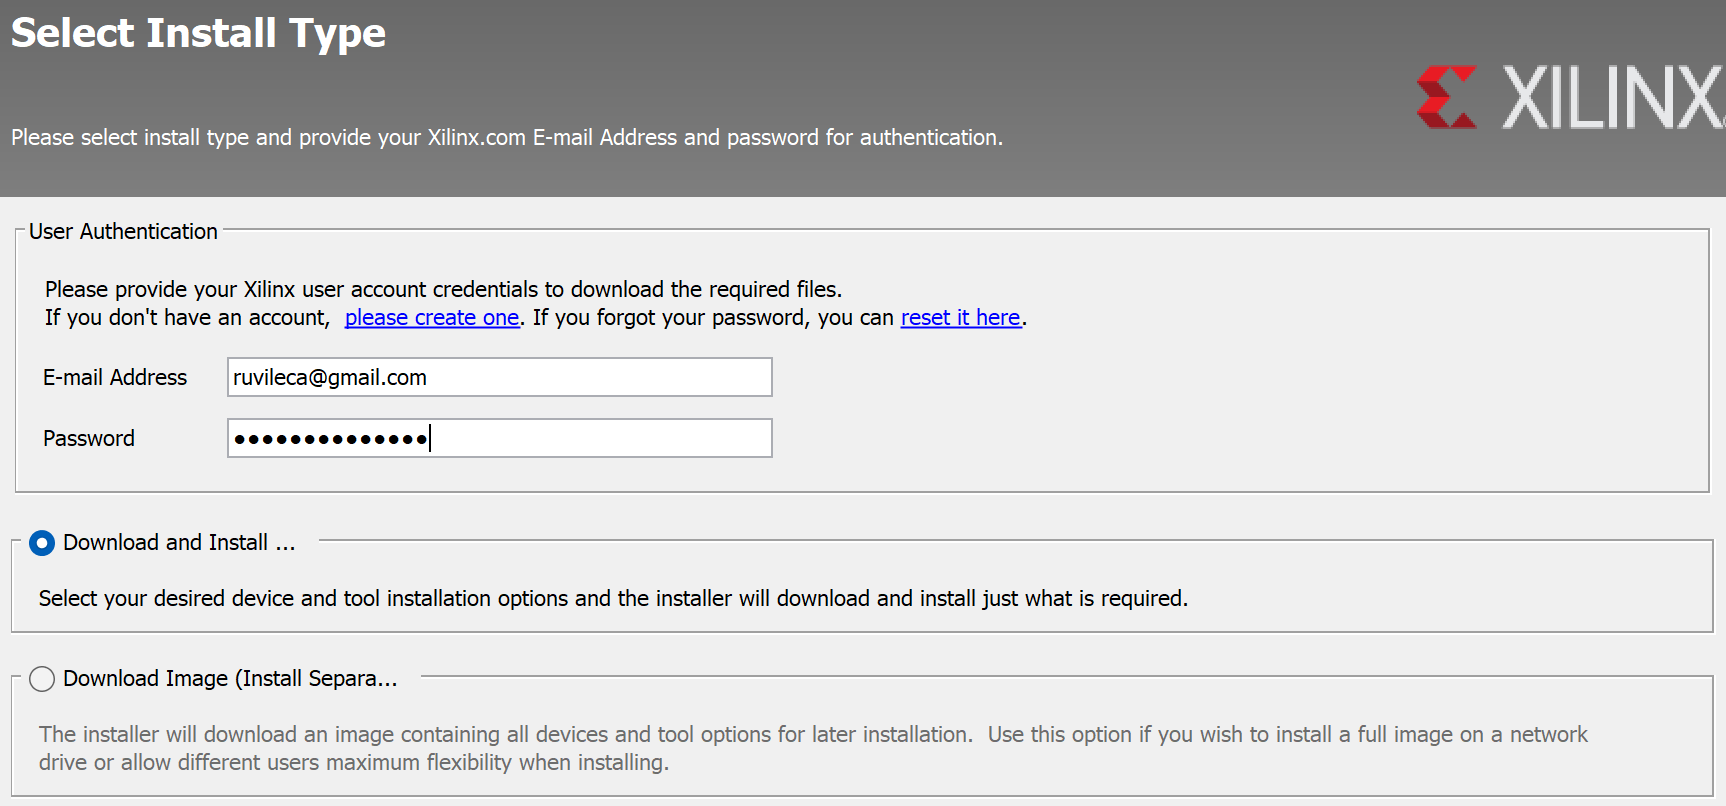 Select Install Type
XILINX
Please select install type and provide your Xilinx.com E-mail Address and password for authentication.
User Authentication
Please provide your Xilinx user account credentials to download the required files.
If you don't have an account, please create one. If you forgot your password, you can reset it here.
E-mail Address ruvileca@gmail.com
Password ••••••••••••••
Download and Install ...
Select your desired device and tool installation options and the installer will download and install just what is required.
Download Image (Install Separa...
The installer will download an image containing all devices and tool options for later installation. Use this option if you wish to install a full image on a network
drive or allow different users maximum flexibility when installing.